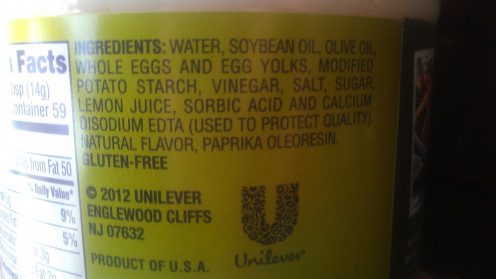 Facts
INGREDIENTS: WATER, SOYBEAN OIL, OLIVE OIL,
WHOLE EGGS AND EGG YOLKS, MODIFIED
bsp (14g)
POTATO STARCH, VINEGAR, SALT, SUGAR,
ontainer 59
LEMON JUICE, SORBIC ACID AND CALCIUM
DISODIUM EDTA (USED TO PROTECT QUALITY),
NATURAL FLAVOR, PAPRIKA OLEORESIN.
es from Fat 50
GLUTEN-FREE
% Daily Value*
© 2012 UNILEVER
9%
ENGLEWOOD CLIFFS
NJ 07632
5%
3g
PRODUCT OF U.S.A.
Unilever